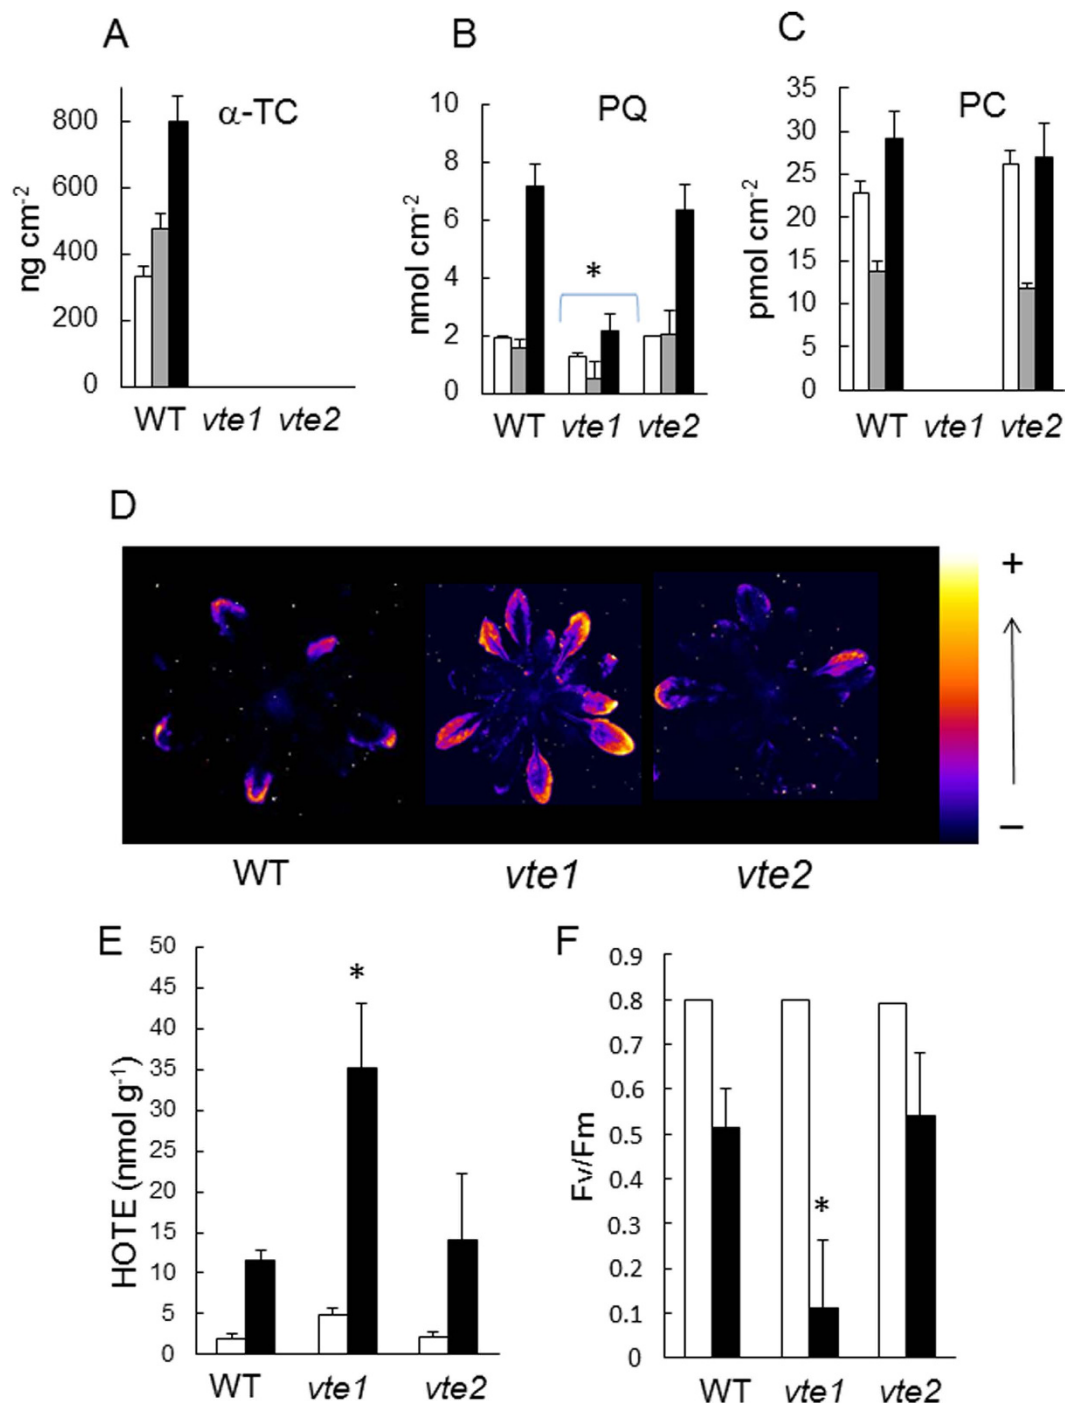 A
α-TC
ng cm-2
800
600
400
200
0
WT vte1 vte2
B
PQ
nmol cm-2
10
8
6
4
2
0
*
WT vte1 vte2
C
PC
pmol cm-2
35
30
25
20
15
10
5
0
WT vte1 vte2
D
+
–
WT vte1 vte2
E
HOTE (nmol g-1)
50
45
40
35
30
25
20
15
10
5
0
*
WT vte1 vte2
F
Fv/Fm
0.9
0.8
0.7
0.6
0.5
0.4
0.3
0.2
0.1
0
*
WT vte1 vte2